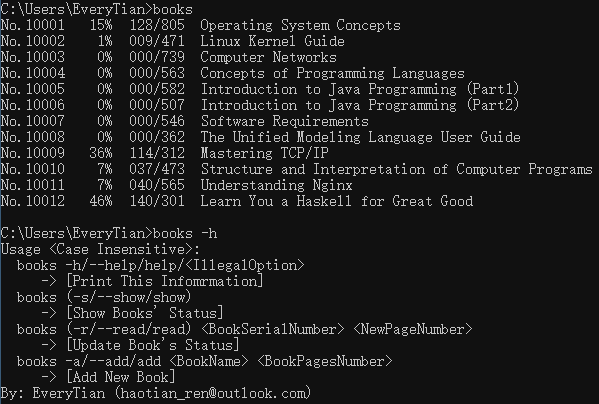 C:\Users\EveryTian>books
No.10001   15%  128/805  Operating System Concepts
No.10002    1%  009/471  Linux Kernel Guide
No.10003    0%  000/739  Computer Networks
No.10004    0%  000/563  Concepts of Programming Languages
No.10005    0%  000/582  Introduction to Java Programming (Part1)
No.10006    0%  000/507  Introduction to Java Programming (Part2)
No.10007    0%  000/546  Software Requirements
No.10008    0%  000/362  The Unified Modeling Language User Guide
No.10009   36%  114/312  Mastering TCP/IP
No.10010    7%  037/473  Structure and Interpretation of Computer Programs
No.10011    7%  040/565  Understanding Nginx
No.10012   46%  140/301  Learn You a Haskell for Great Good
C:\Users\EveryTian>books -h
Usage <Case Insensitive>:
  books -h/--help/help/<IllegalOption>
     -> [Print This Infomrmation]
  books (-s/--show/show)
     -> [Show Books' Status]
  books (-r/--read/read) <BookSerialNumber> <NewPageNumber>
     -> [Update Book's Status]
  books -a/--add/add <BookName> <BookPagesNumber>
     -> [Add New Book]
By: EveryTian (haotian_ren@outlook.com)